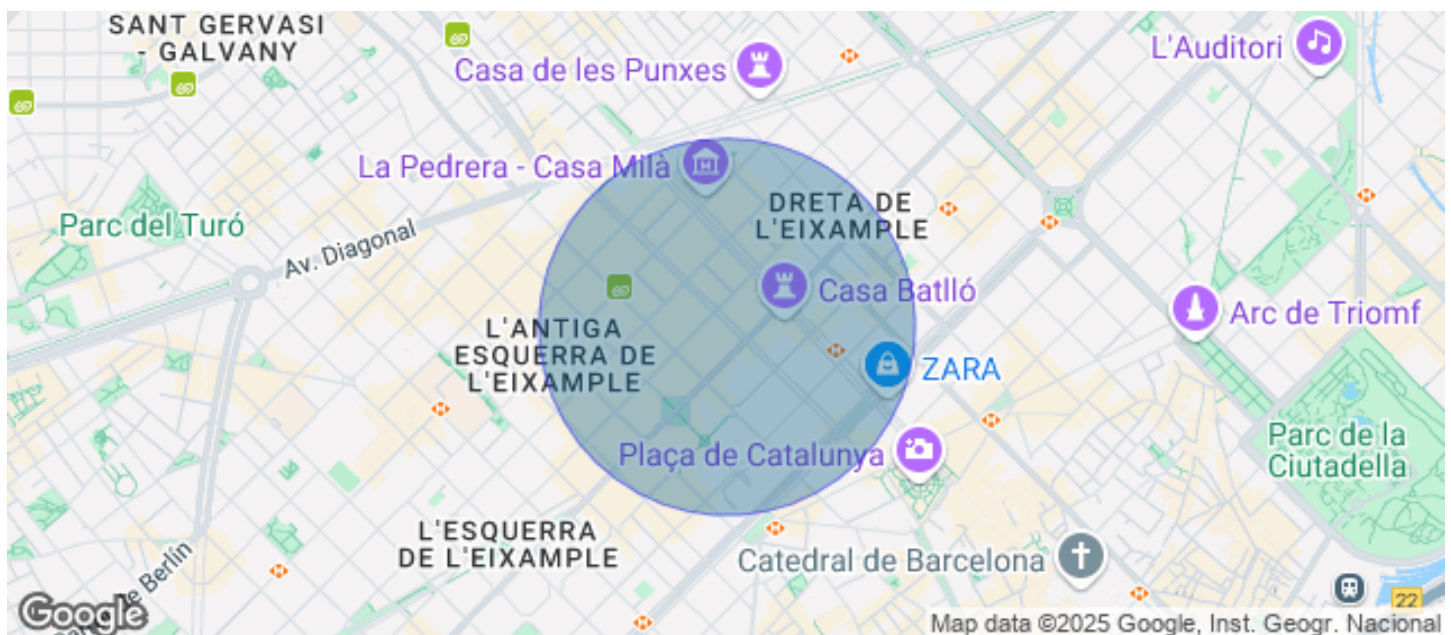 SANT GERVASI
- GALVANY
L'Auditori
Casa de les Punxes
La Pedrera - Casa Milà
DRETA DE
L'EIXAMPLE
Parc del Turó
Av. Diagonal
Casa Batlló
Arc de Triomf
L'ANTIGA
ESQUERRA DE
L'EIXAMPLE
ZARA
Plaça de Catalunya
Parc de la
Ciutadella
L'ESQUERRA
DE L'EIXAMPLE
Catedral de Barcelona
de Berlín
22
Google
Map data ©2025 Google, Inst. Geogr. Nacional